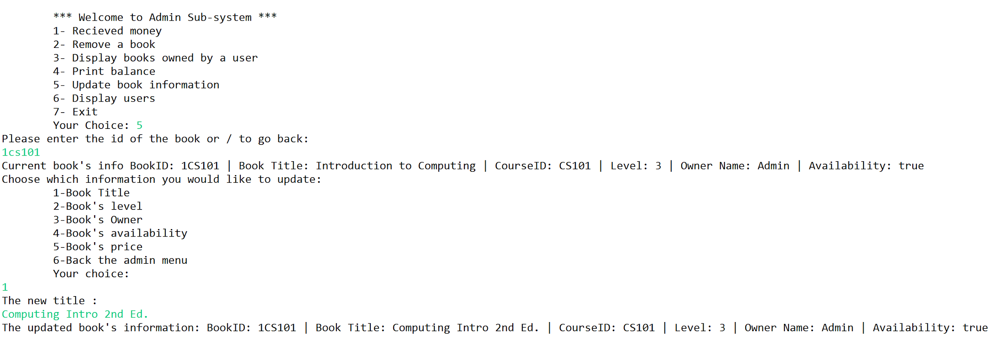 *** Welcome to Admin Sub-system ***
1- Recieved money
2- Remove a book
3- Display books owned by a user
4- Print balance
5- Update book information
6- Display users
7- Exit
Your Choice: 5
Please enter the id of the book or / to go back:
1cs101
Current book's info BookID: 1CS101 | Book Title: Introduction to Computing | CourseID: CS101 | Level: 3 | Owner Name: Admin | Availability: true
Choose which information you would like to update:
1-Book Title
2-Book's level
3-Book's Owner
4-Book's availability
5-Book's price
6-Back the admin menu
Your choice:
1
The new title :
Computing Intro 2nd Ed.
The updated book's information: BookID: 1CS101 | Book Title: Computing Intro 2nd Ed. | CourseID: CS101 | Level: 3 | Owner Name: Admin | Availability: true